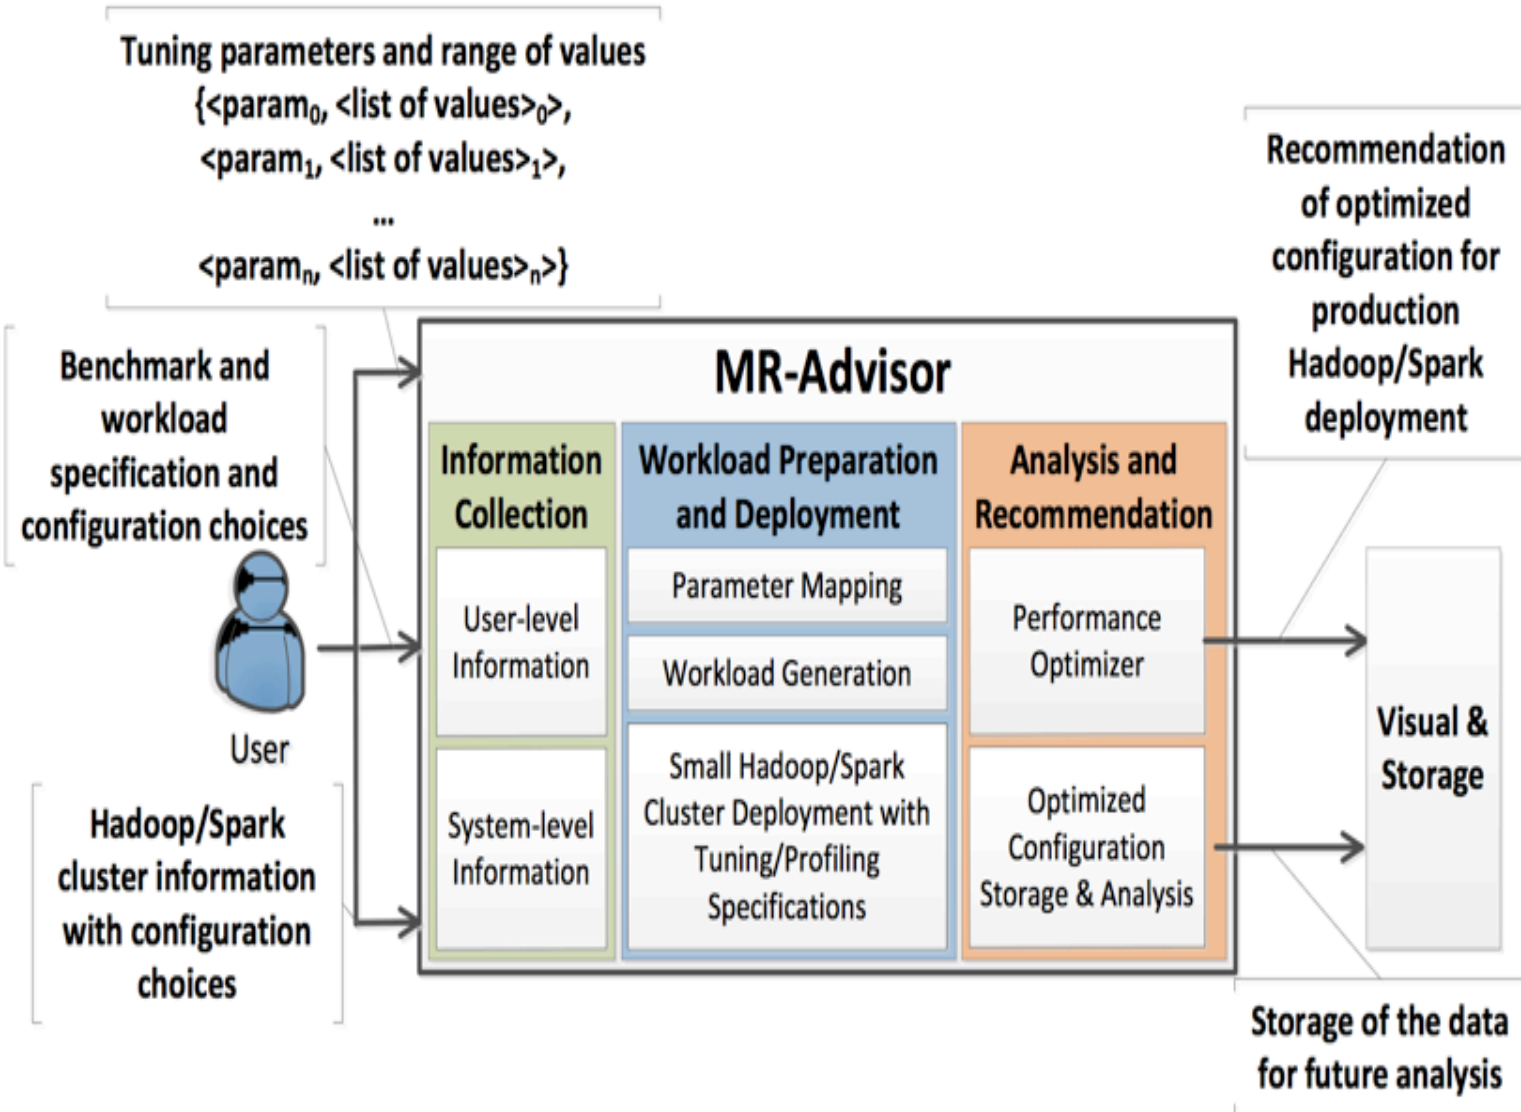 Tuning parameters and range of values
{<param₀, <list of values>₀>,
<param₁, <list of values>₁>,
...
<paramₙ, <list of values>ₙ>}
Benchmark and
workload
specification and
configuration choices
User
Hadoop/Spark
cluster information
with configuration
choices
MR-Advisor
Information
Collection
User-level
Information
System-level
Information
Workload Preparation
and Deployment
Parameter Mapping
Workload Generation
Small Hadoop/Spark
Cluster Deployment with
Tuning/Profiling
Specifications
Analysis and
Recommendation
Performance
Optimizer
Optimized
Configuration
Storage & Analysis
Recommendation
of optimized
configuration for
production
Hadoop/Spark
deployment
Visual &
Storage
Storage of the data
for future analysis